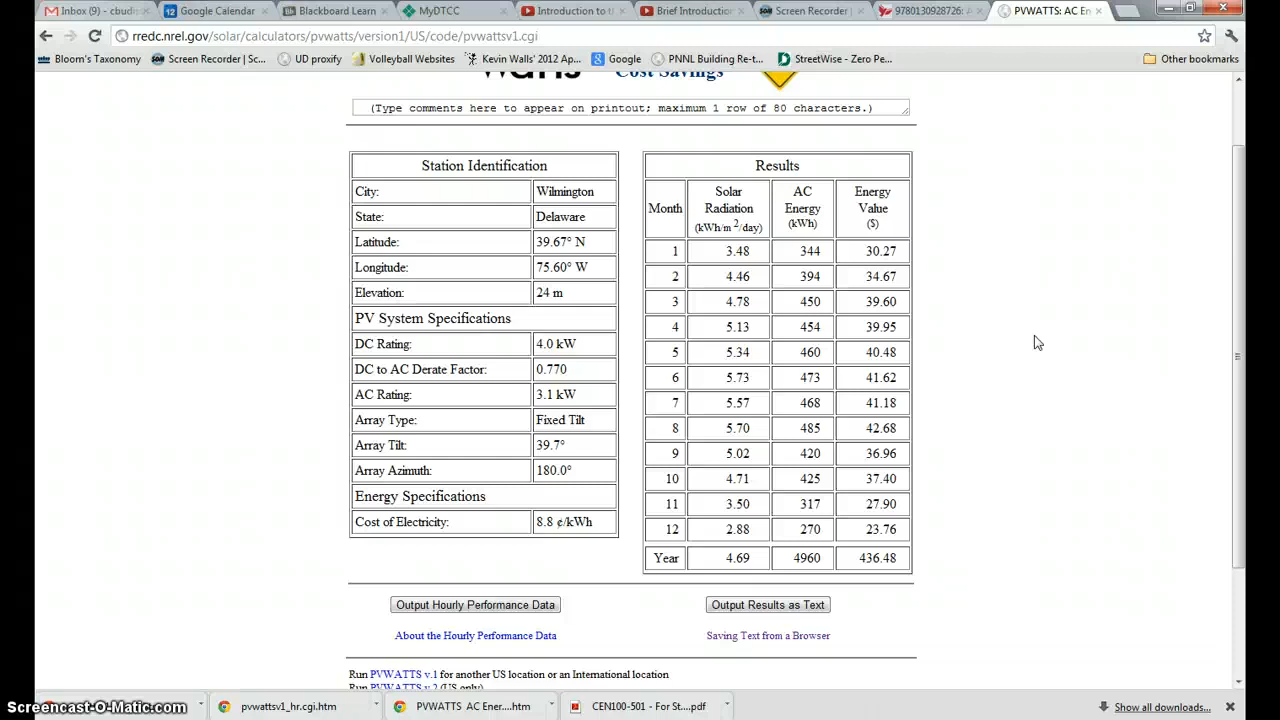 Inbox (9) - cbudis
Google Calendar
Blackboard Learn
MyDTCC
Introduction to th
Brief Introduction
Screen Recorder |
9780130928726: A
PVWATTS: AC En
rredc.nrel.gov/solar/calculators/pvwatts/version1/US/code/pvwattsv1.cgi
Bloom's Taxonomy
Screen Recorder | Sc...
UD proxify
Volleyball Websites
Kevin Walls' 2012 Ap...
Google
PNNL Building Re-t...
StreetWise - Zero Pe...
Other bookmarks
Watts
Cost Savings
(Type comments here to appear on printout; maximum 1 row of 80 characters.)
Station Identification
City: Wilmington
State: Delaware
Latitude: 39.67° N
Longitude: 75.60° W
Elevation: 24 m
PV System Specifications
DC Rating: 4.0 kW
DC to AC Derate Factor: 0.770
AC Rating: 3.1 kW
Array Type: Fixed Tilt
Array Tilt: 39.7°
Array Azimuth: 180.0°
Energy Specifications
Cost of Electricity: 8.8 ¢/kWh
Results
Month
Solar
Radiation
(kWh/m 2/day)
AC
Energy
(kWh)
Energy
Value
($)
1 3.48 344 30.27
2 4.46 394 34.67
3 4.78 450 39.60
4 5.13 454 39.95
5 5.34 460 40.48
6 5.73 473 41.62
7 5.57 468 41.18
8 5.70 485 42.68
9 5.02 420 36.96
10 4.71 425 37.40
11 3.50 317 27.90
12 2.88 270 23.76
Year 4.69 4960 436.48
Output Hourly Performance Data
Output Results as Text
About the Hourly Performance Data
Saving Text from a Browser
Run PVWATTS v.1 for another US location or an International location
Run PVWATTS v.2 (US only)
Screencast-O-Matic.com
pvwattsv1_hr.cgi.htm
PVWATTS AC Ener....htm
CEN100-501 - For St....pdf
Show all downloads...